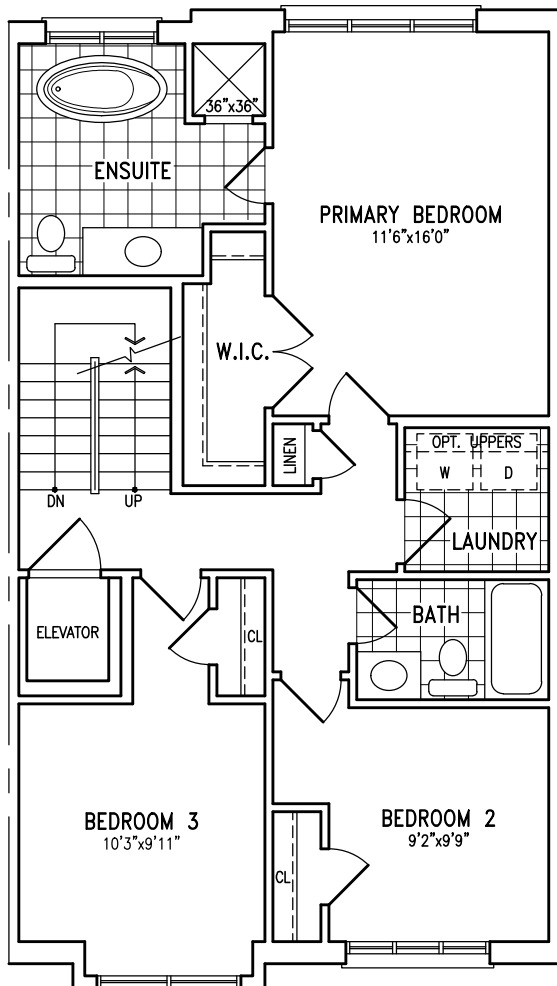 36"x36"
ENSUITE
PRIMARY BEDROOM
11'6"x16'0"
W.I.C.
LINEN
OPT. UPPERS
W D
DN UP
LAUNDRY
BATH
ELEVATOR
CL
BEDROOM 3
10'3"x9'11"
BEDROOM 2
9'2"x9'9"
CL